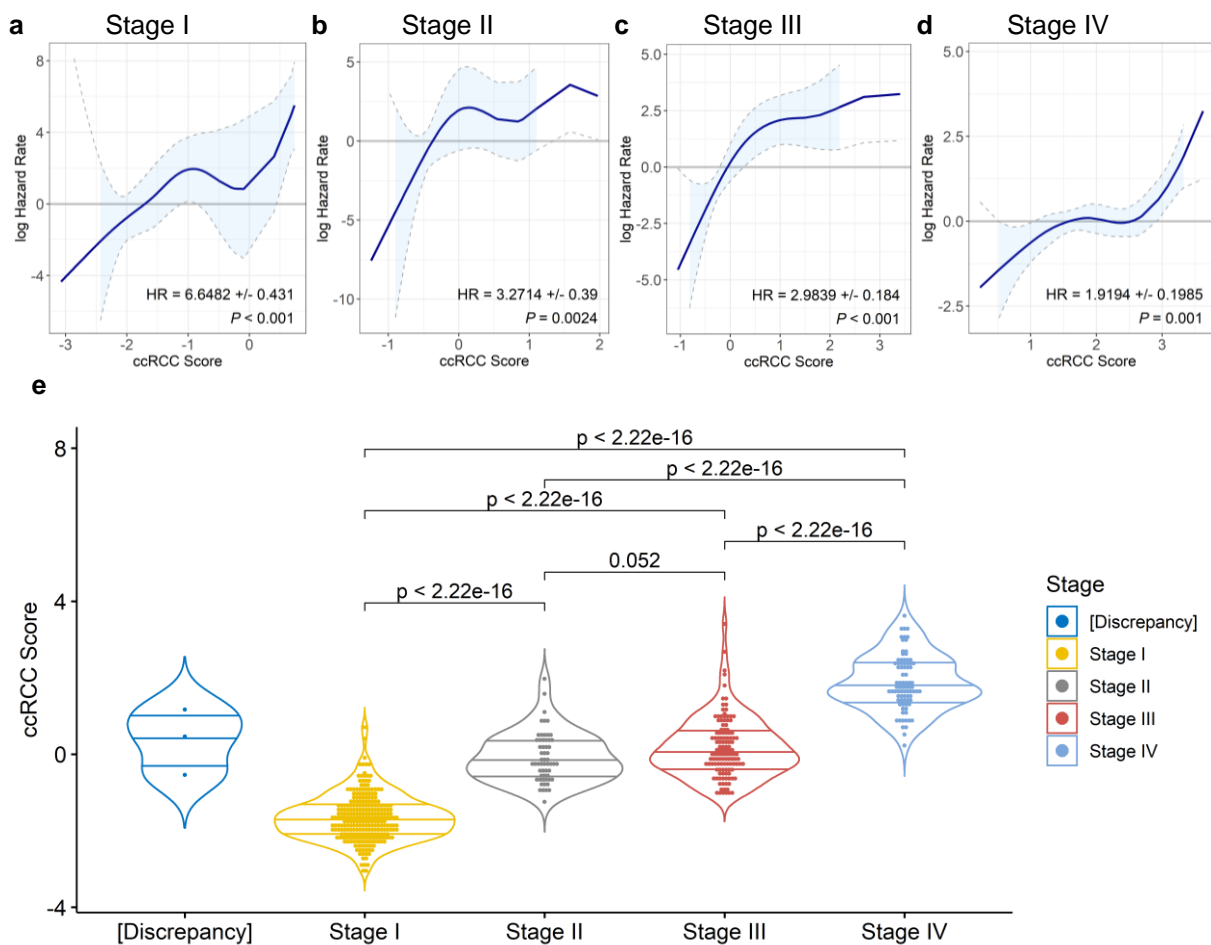 a Stage I
b Stage II
c Stage III
d Stage IV
8
4
0
-4
log Hazard Rate
HR = 6.6482 +/- 0.431
P < 0.001
-3 -2 -1 0
ccRCC Score
5
0
-5
-10
log Hazard Rate
HR = 3.2714 +/- 0.39
P = 0.0024
-1 0 1 2
ccRCC Score
5.0
2.5
0.0
-2.5
-5.0
log Hazard Rate
HR = 2.9839 +/- 0.184
P < 0.001
-1 0 1 2 3
ccRCC Score
5.0
2.5
0.0
-2.5
log Hazard Rate
HR = 1.9194 +/- 0.1985
P = 0.001
1 2 3
ccRCC Score
e
8
4
0
-4
ccRCC Score
p < 2.22e-16
p < 2.22e-16
p < 2.22e-16
p < 2.22e-16
0.052
p < 2.22e-16
[Discrepancy] Stage I Stage II Stage III Stage IV
Stage
[Discrepancy]
Stage I
Stage II
Stage III
Stage IV